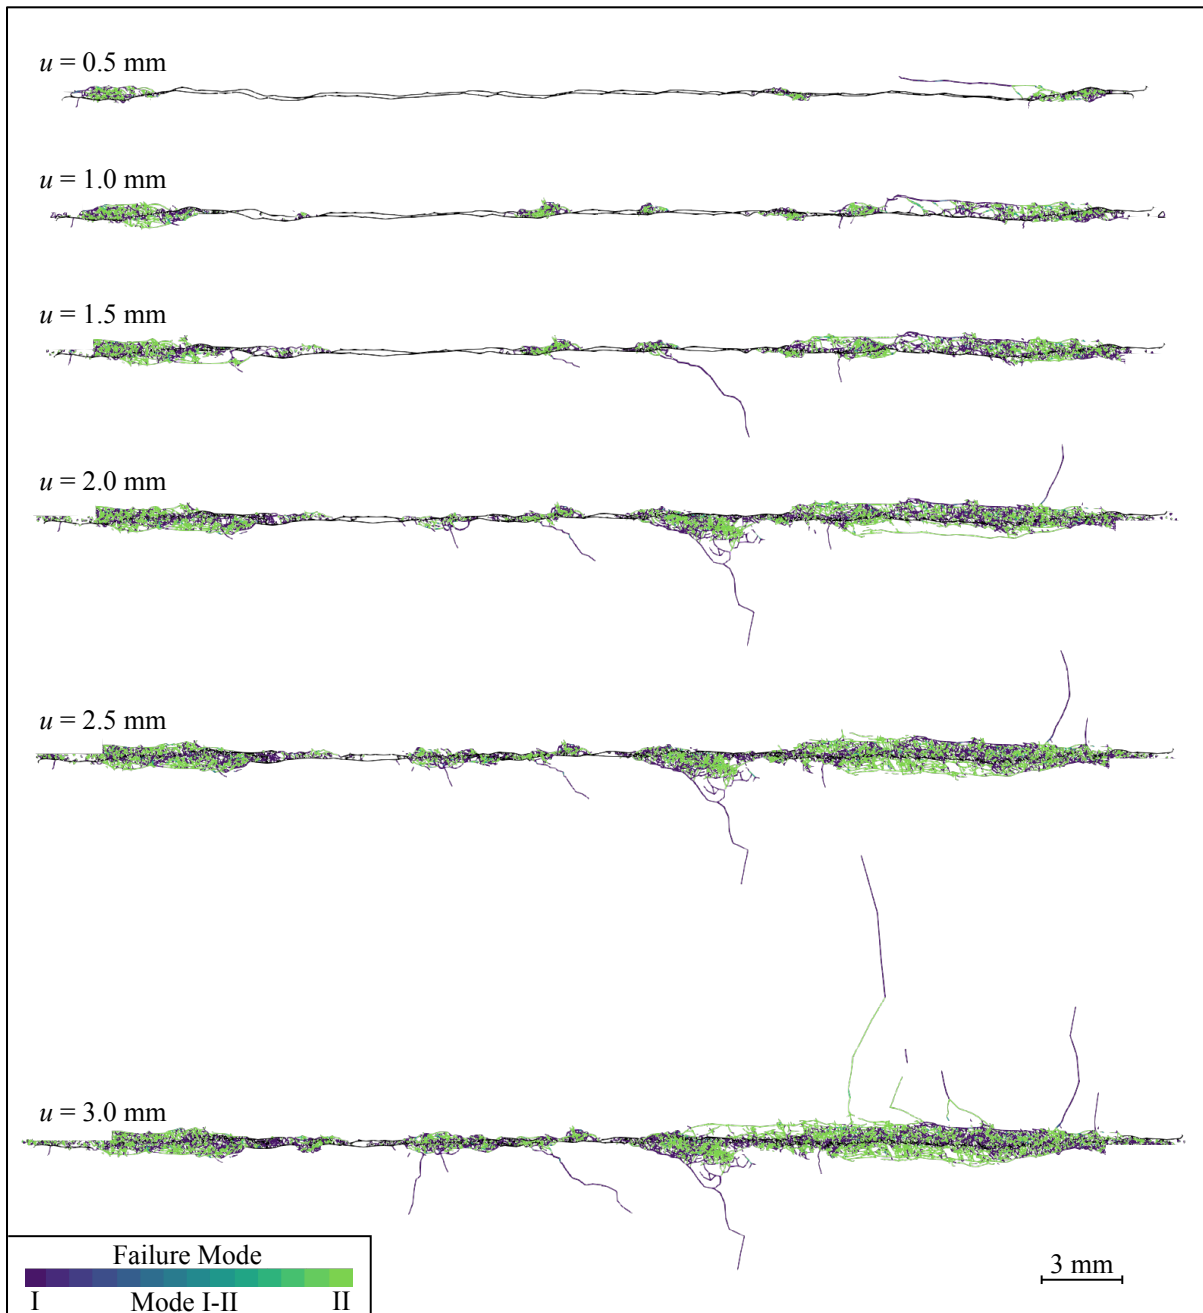 u = 0.5 mm
u = 1.0 mm
u = 1.5 mm
u = 2.0 mm
u = 2.5 mm
u = 3.0 mm
Failure Mode
I Mode I-II II
3 mm